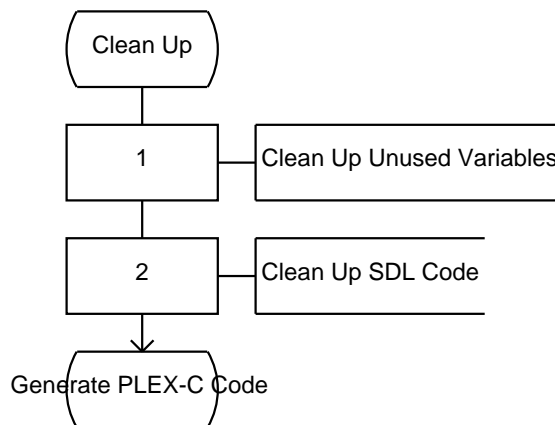 Clean Up
1
Clean Up Unused Variables
2
Clean Up SDL Code
Generate PLEX-C Code